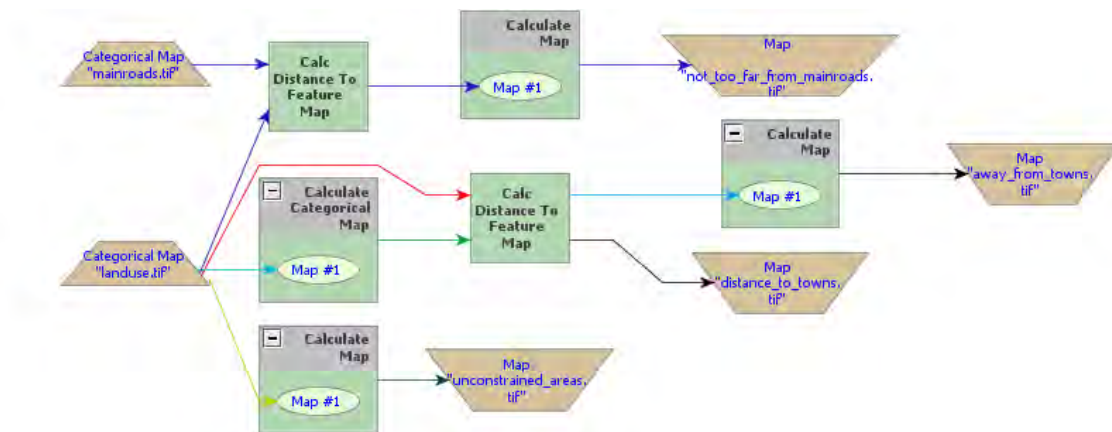 Categorical Map
"mainroads.tif"
Calc
Distance To
Feature
Map
Calculate
Map
Map #1
Map
"not_too_far_from_mainroads.
tif"
Calculate
Map
Map #1
Map
"away_from_towns.
tif"
Calculate
Categorical
Map
Map #1
Calc
Distance To
Feature
Map
Categorical Map
"landuse.tif"
Map
"distance_to_towns.
tif"
Calculate
Map
Map #1
Map
"unconstrained_areas.
tif"